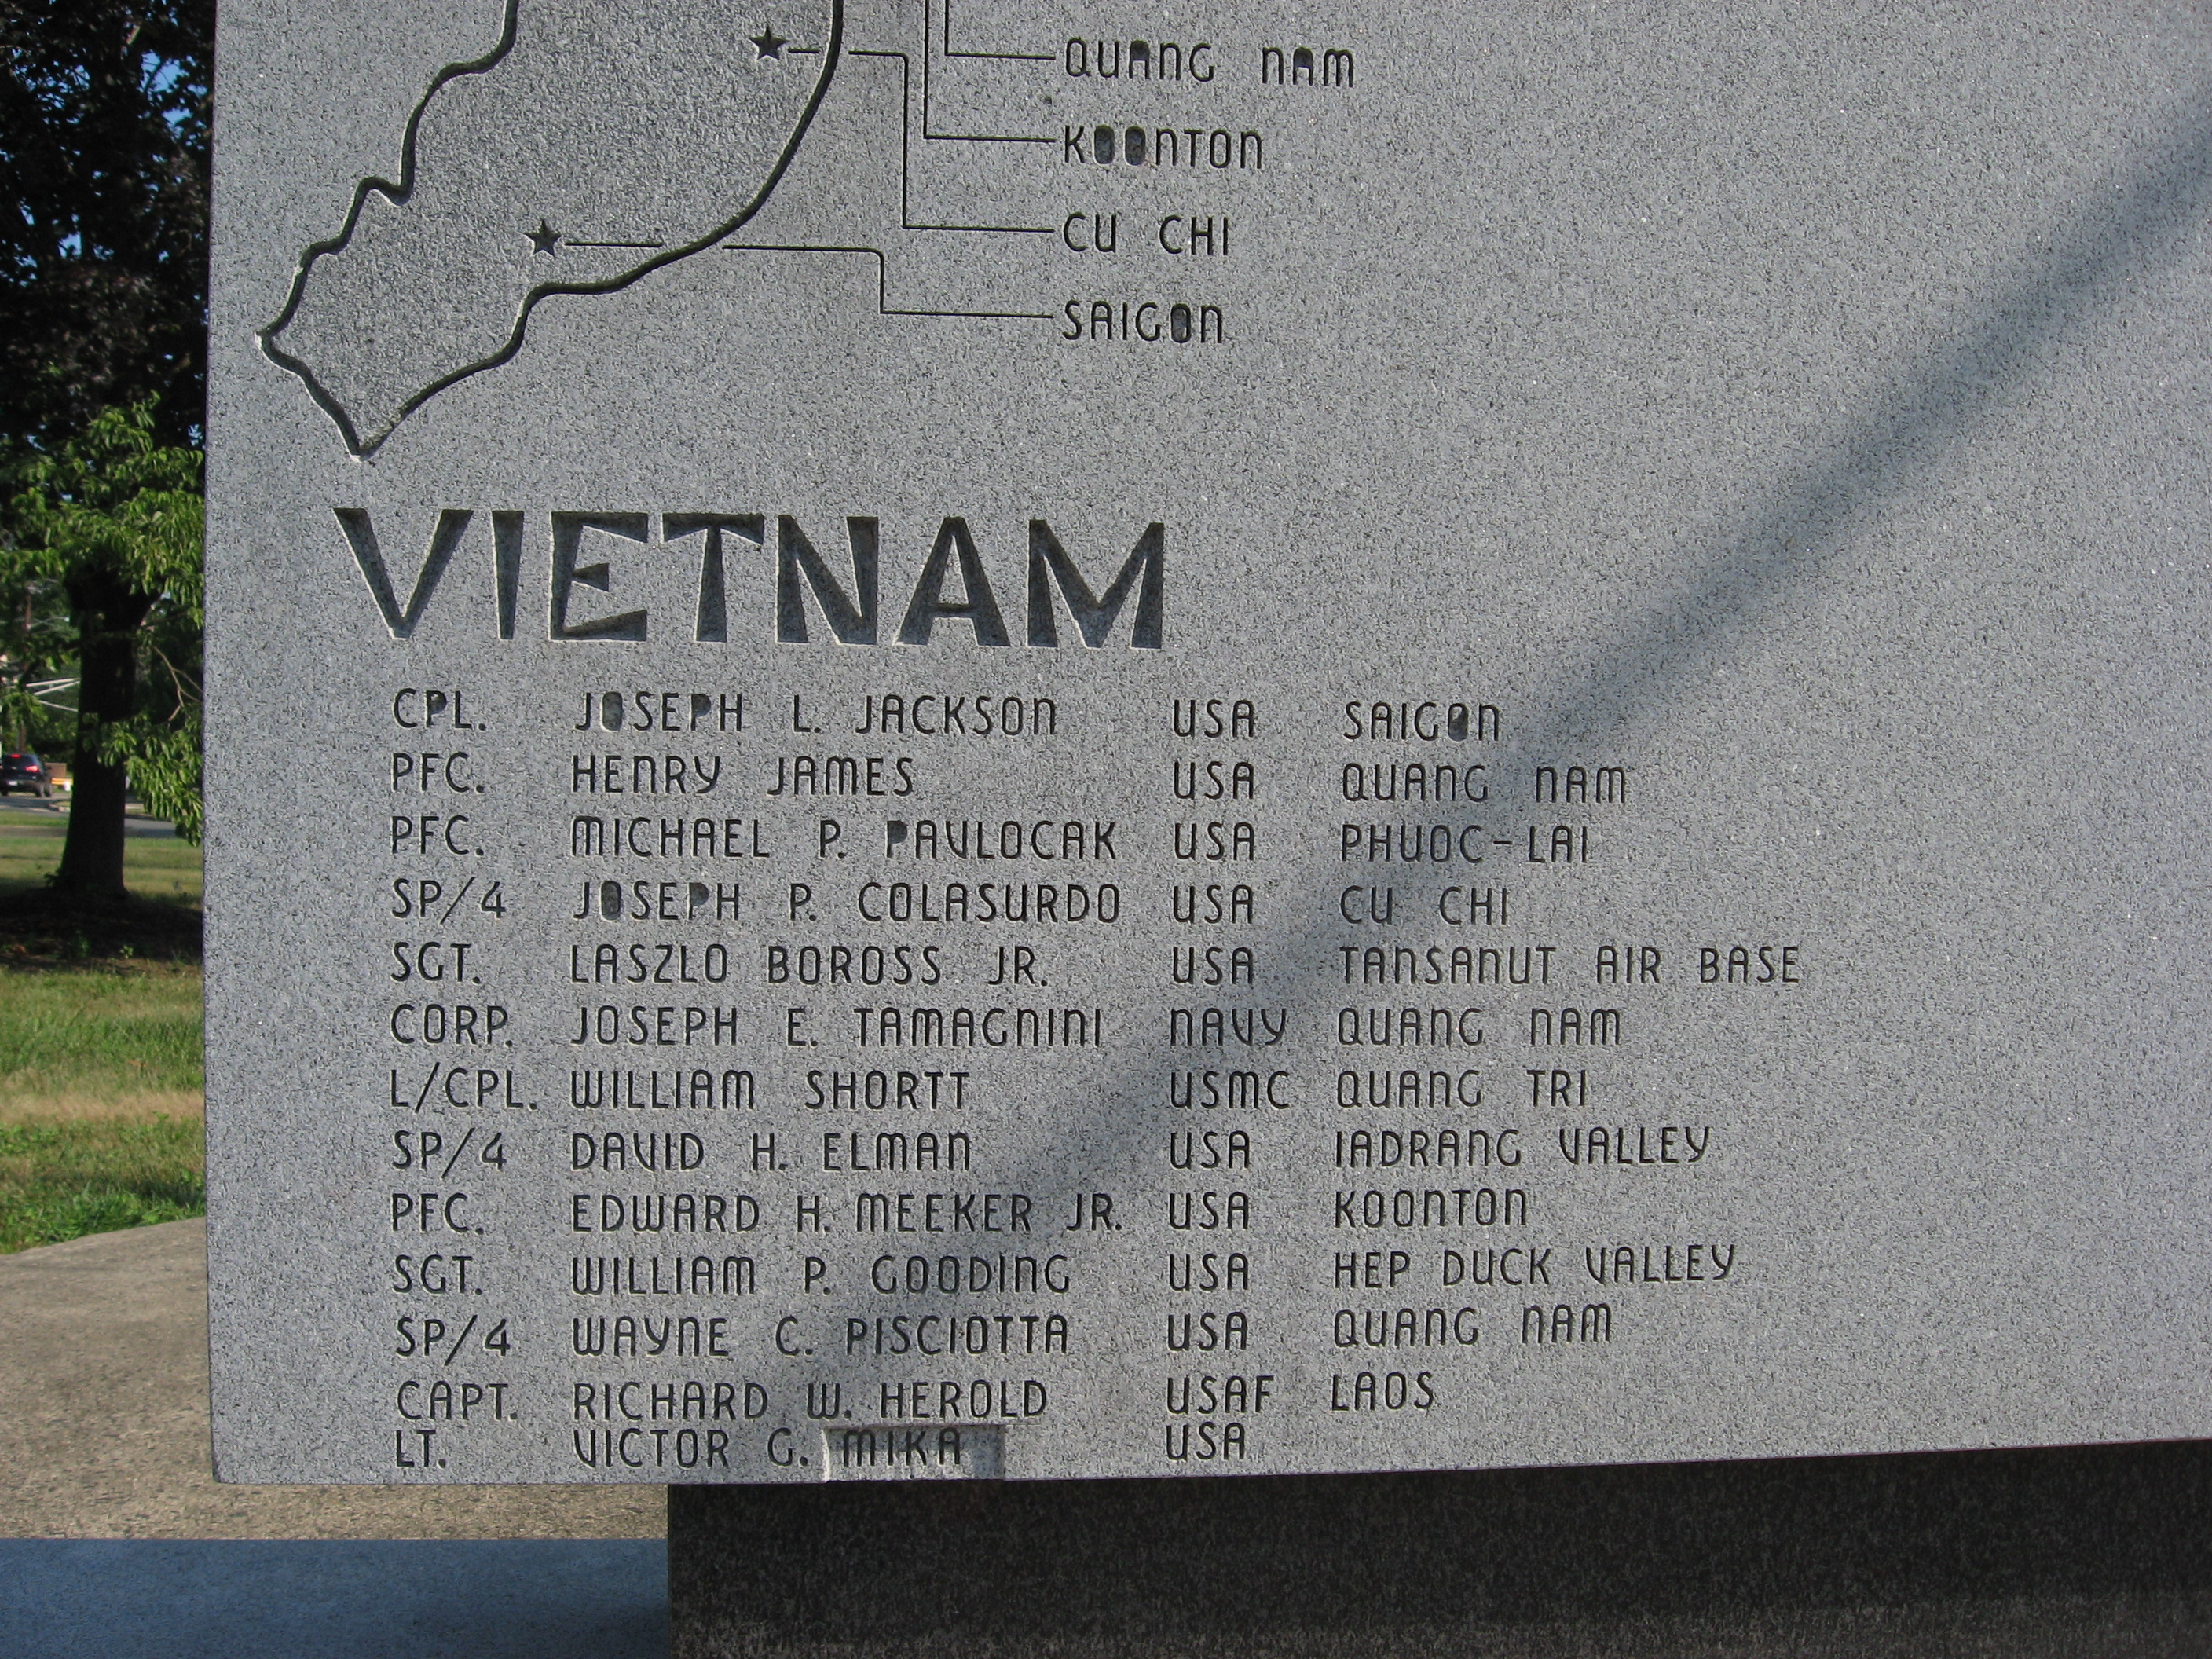 QUANG NAM
KOONTON
CU CHI
SAIGON
VIETNAM
CPL. JOSEPH L. JACKSON USA SAIGON
PFC. HENRY JAMES USA QUANG NAM
PFC. MICHAEL P. PAVLOCAK USA PHUOC-LAI
SP/4 JOSEPH P. COLASURDO USA CU CHI
SGT. LASZLO BOROSS JR. USA TANSANUT AIR BASE
CORP. JOSEPH E. TAMAGNINI NAVY QUANG NAM
L/CPL. WILLIAM SHORTT USMC QUANG TRI
SP/4 DAVID H. ELMAN USA IADRANG VALLEY
PFC. EDWARD H. MEEKER JR. USA KOONTON
SGT. WILLIAM P. GOODING USA HEP DUCK VALLEY
SP/4 WAYNE C. PISCIOTTA USA QUANG NAM
CAPT. RICHARD W. HEROLD USAF LAOS
LT. VICTOR G. MIKA USA